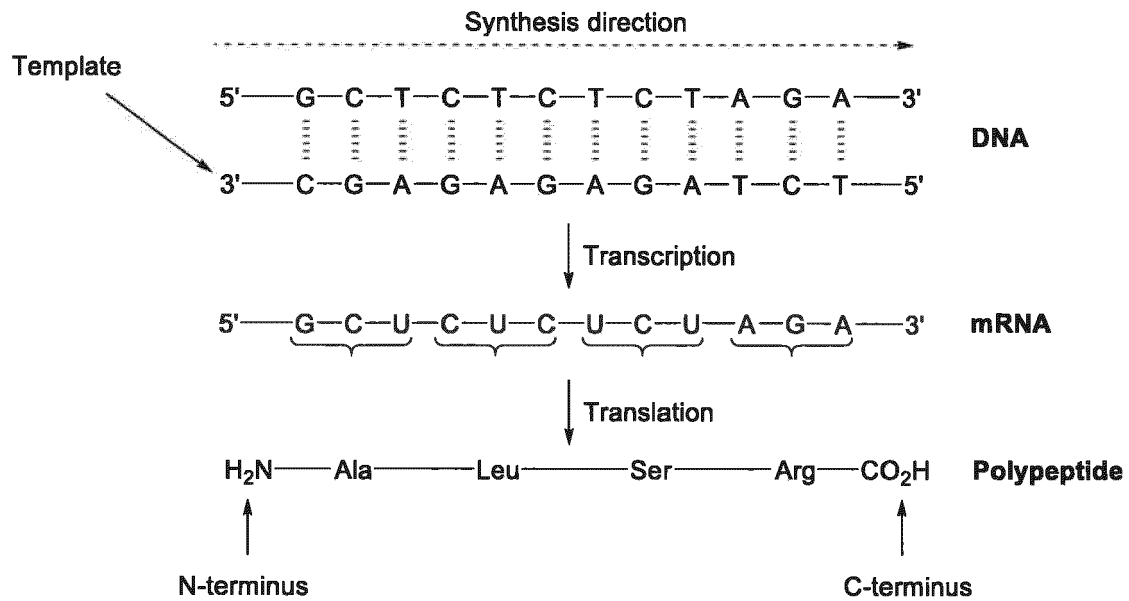 Synthesis direction
Template
5'—G—C—T—C—T—C—T—C—T—A—G—A—3'
DNA
3'—C—G—A—G—A—G—A—G—A—T—C—T—5'
Transcription
5'—G—C—U—C—U—C—U—C—U—A—G—A—3' mRNA
Translation
H₂N—Ala—Leu—Ser—Arg—CO₂H Polypeptide
N-terminus C-terminus